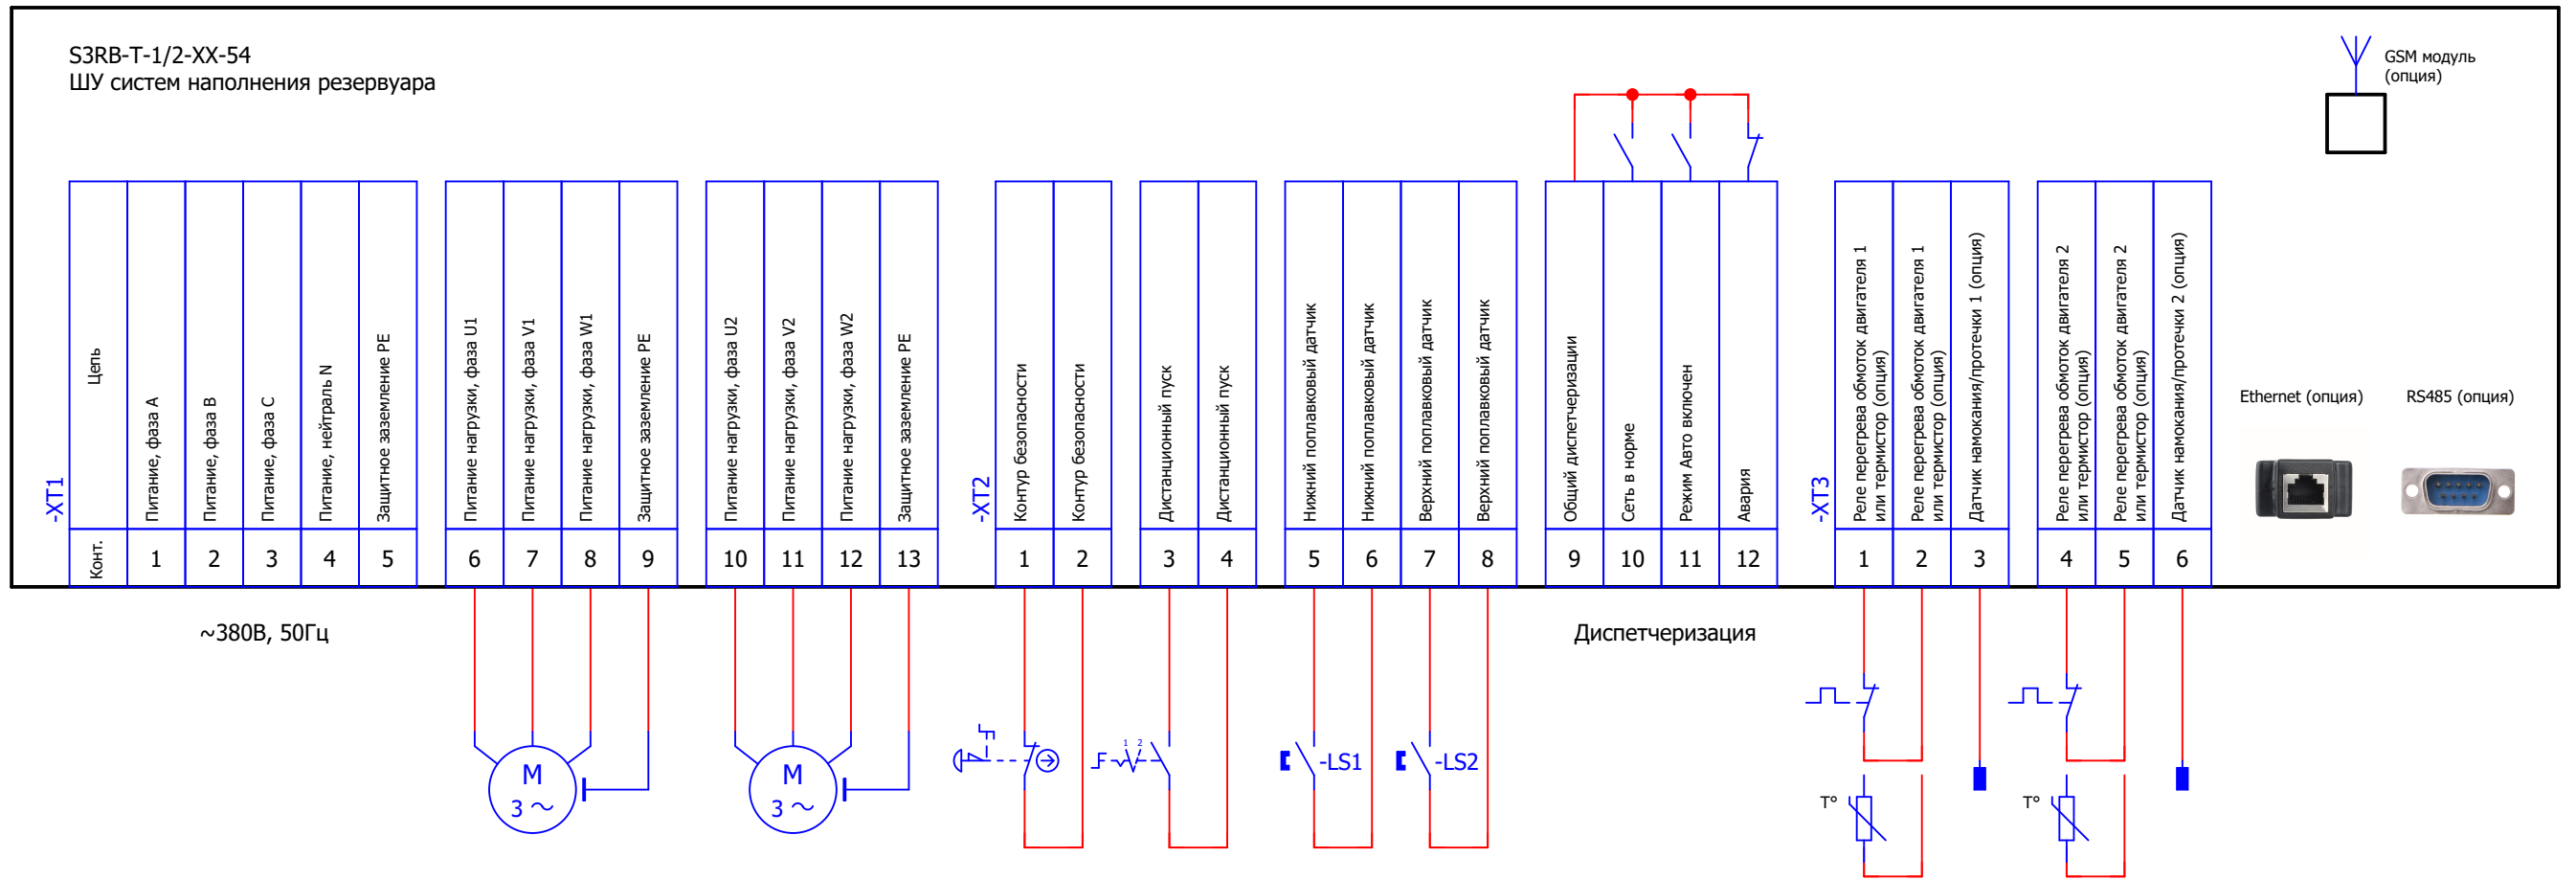 S3RB-T-1/2-XX-54
ШУ систем наполнения резервуара
GSM модуль
(опция)
-XT1
Цепь
Питание, фаза A
Питание, фаза B
Питание, фаза C
Питание, нейтраль N
Защитное заземление PE
Питание нагрузки, фаза U1
Питание нагрузки, фаза V1
Питание нагрузки, фаза W1
Защитное заземление PE
Питание нагрузки, фаза U2
Питание нагрузки, фаза V2
Питание нагрузки, фаза W2
Защитное заземление PE
-XT2
Контур безопасности
Контур безопасности
Дистанционный пуск
Дистанционный пуск
Нижний поплавковый датчик
Нижний поплавковый датчик
Верхний поплавковый датчик
Верхний поплавковый датчик
Общий диспетчеризации
Сеть в норме
Режим Авто включен
Авария
-XT3
Реле перегрева обмоток двигателя 1
или термистор (опция)
Реле перегрева обмоток двигателя 1
или термистор (опция)
Датчик намокания/протечки 1 (опция)
Реле перегрева обмоток двигателя 2
или термистор (опция)
Реле перегрева обмоток двигателя 2
или термистор (опция)
Датчик намокания/протечки 2 (опция)
Ethernet (опция)
RS485 (опция)
Конт.
1
2
3
4
5
6
7
8
9
10
11
12
13
1
2
3
4
5
6
7
8
9
10
11
12
1
2
3
4
5
6
~380В, 50Гц
Диспетчеризация
M
3 ~
M
3 ~
1 2
-LS1
-LS2
T°
T°